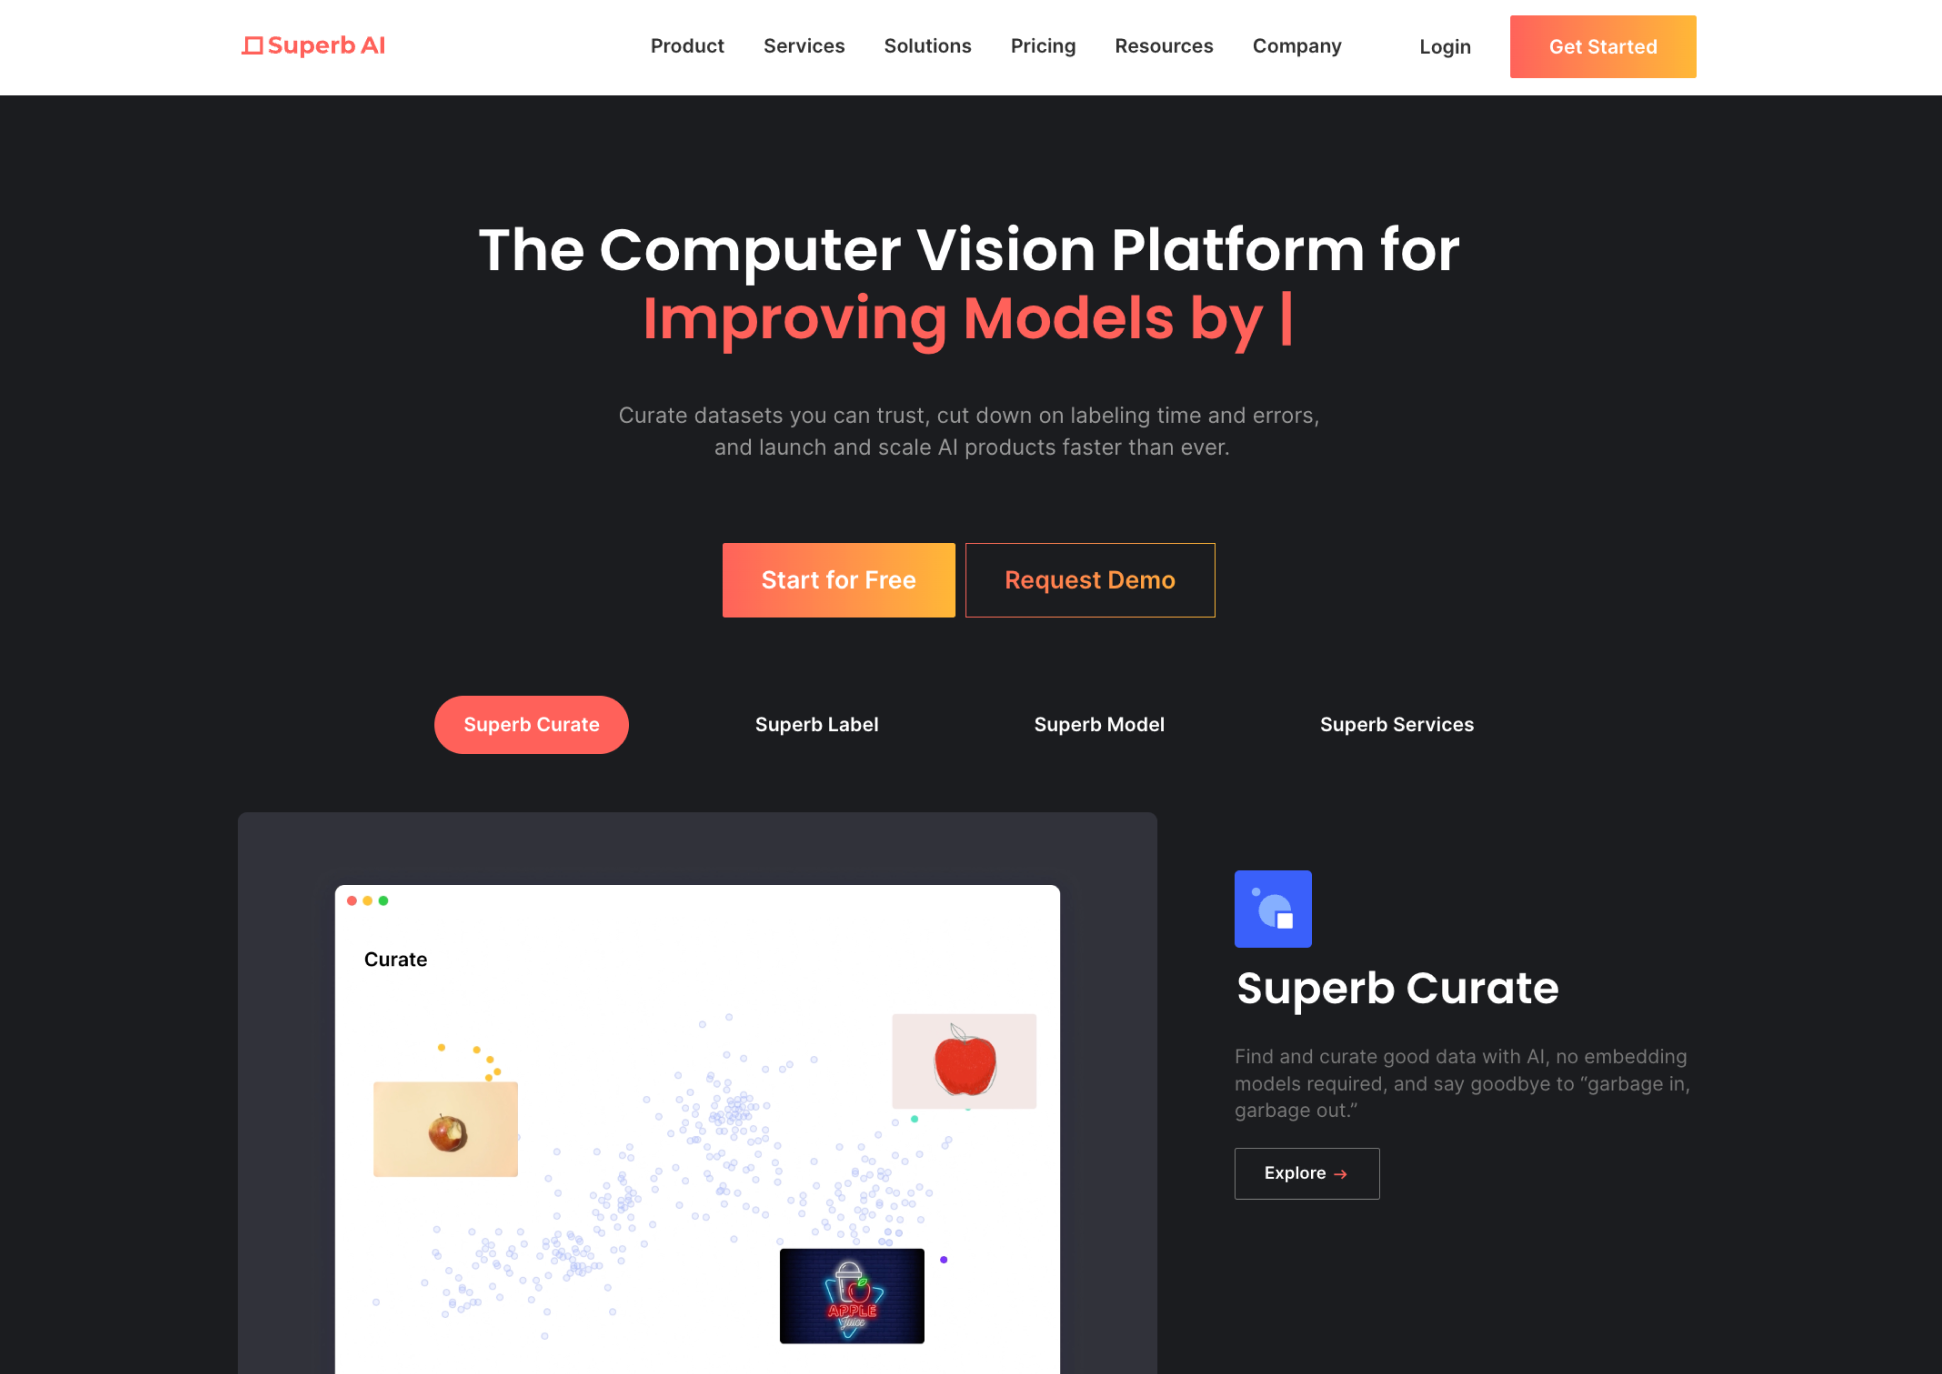 Superb AI
Product
Services
Solutions
Pricing
Resources
Company
Login
Get Started
The Computer Vision Platform for
Improving Models by |
Curate datasets you can trust, cut down on labeling time and errors,
and launch and scale AI products faster than ever.
Start for Free
Request Demo
Superb Curate
Superb Label
Superb Model
Superb Services
Curate
APPLE
Juice
Superb Curate
Find and curate good data with AI, no embedding
models required, and say goodbye to “garbage in,
garbage out.”
Explore →